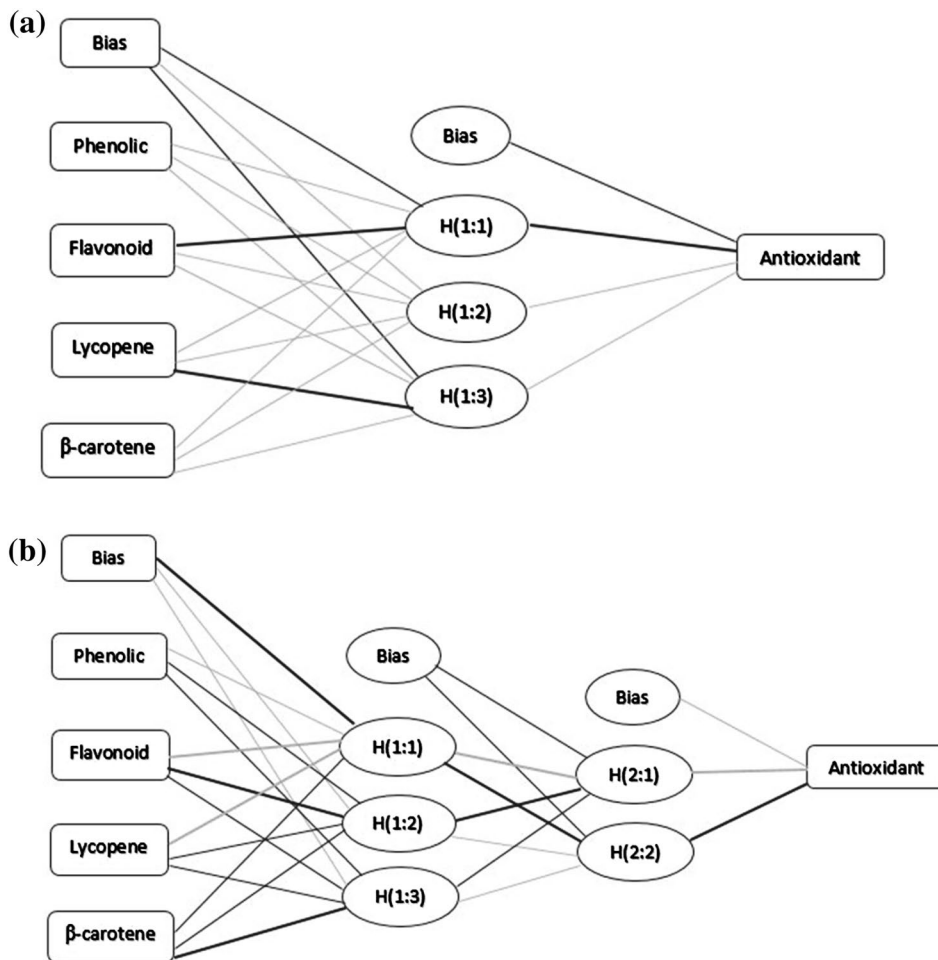 (a)
Bias
Phenolic
Bias
Flavonoid
H(1:1)
Antioxidant
H(1:2)
Lycopene
H(1:3)
β-carotene
(b)
Bias
Phenolic
Bias
Bias
Flavonoid
H(1:1)
H(2:1)
Antioxidant
H(1:2)
Lycopene
H(2:2)
H(1:3)
β-carotene